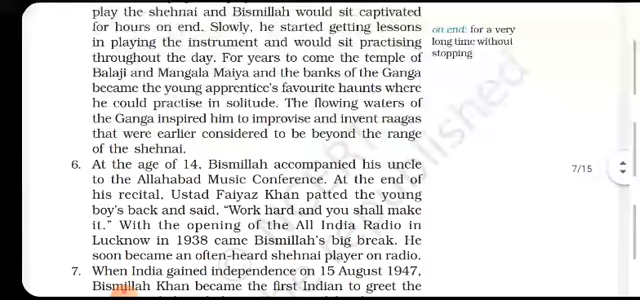 play the shehnai and Bismillah would sit captivated
for hours on end. Slowly, he started getting lessons
in playing the instrument and would sit practising
throughout the day. For years to come the temple of
Balaji and Mangala Maiya and the banks of the Ganga
became the young apprentice's favourite haunts where
he could practise in solitude. The flowing waters of
the Ganga inspired him to improvise and invent raagas
that were earlier considered to be beyond the range
of the shehnai.
on end: for a very
long time without
stopping
6. At the age of 14, Bismillah accompanied his uncle
to the Allahabad Music Conference. At the end of
his recital, Ustad Faiyaz Khan patted the young
boy's back and said, "Work hard and you shall make
it." With the opening of the All India Radio in
Lucknow in 1938 came Bismillah's big break. He
soon became an often-heard shehnai player on radio.
7. When India gained independence on 15 August 1947,
Bismillah Khan became the first Indian to greet the
7/15
© NCERT
be republished